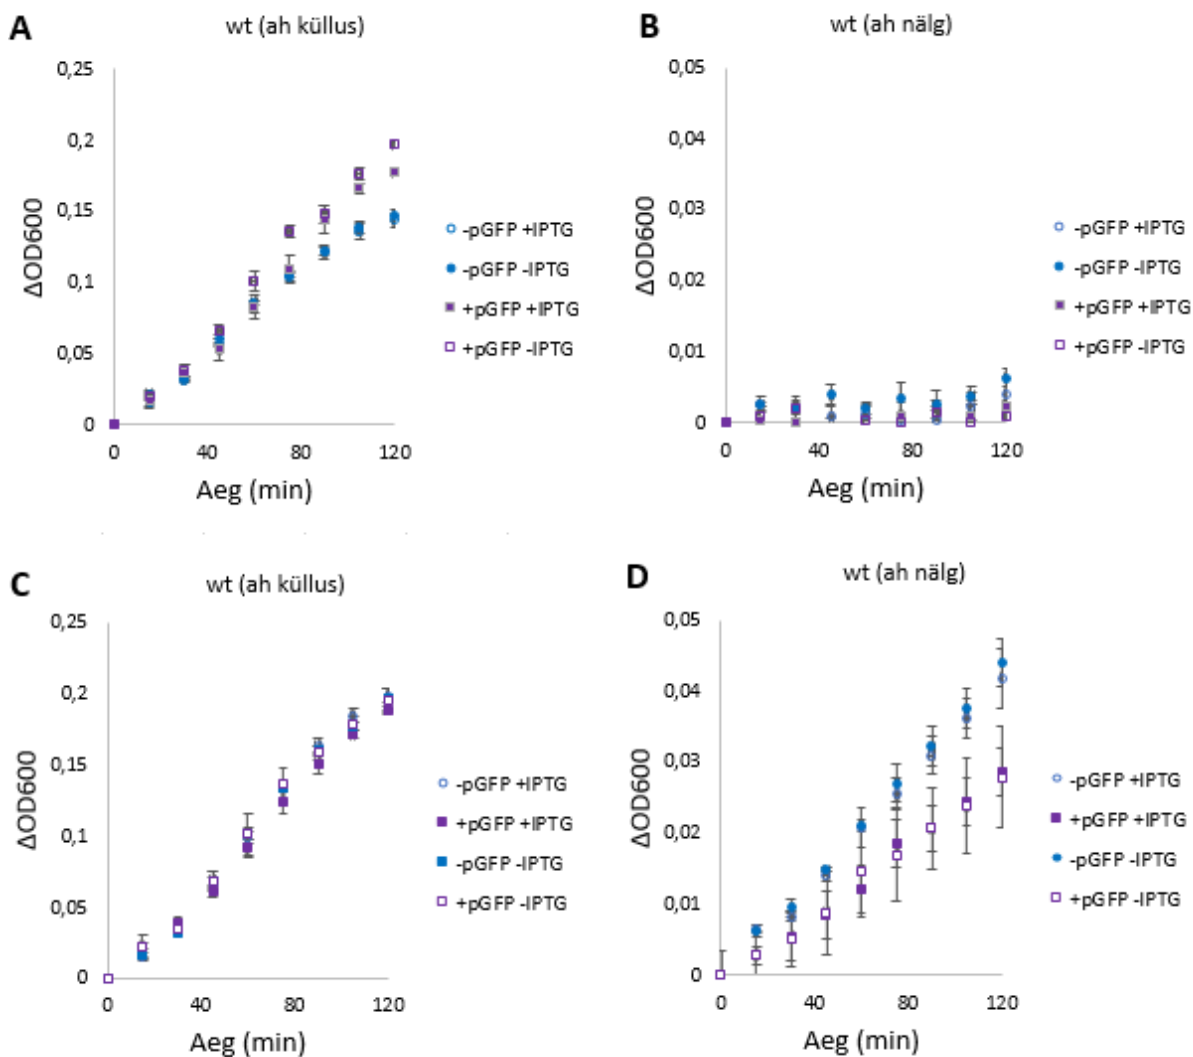 A
wt (ah küllus)
0,25
0,2
0,15
0,1
0,05
0
ΔOD600
0 40 80 120
Aeg (min)
-pGFP +IPTG
-pGFP -IPTG
+pGFP +IPTG
+pGFP -IPTG
B
wt (ah nälg)
0,05
0,04
0,03
0,02
0,01
0
ΔOD600
0 40 80 120
Aeg (min)
-pGFP +IPTG
-pGFP -IPTG
+pGFP +IPTG
+pGFP -IPTG
C
wt (ah küllus)
0,25
0,2
0,15
0,1
0,05
0
ΔOD600
0 40 80 120
Aeg (min)
-pGFP +IPTG
+pGFP +IPTG
-pGFP -IPTG
+pGFP -IPTG
D
wt (ah nälg)
0,05
0,04
0,03
0,02
0,01
0
ΔOD600
0 40 80 120
Aeg (min)
-pGFP +IPTG
+pGFP +IPTG
-pGFP -IPTG
+pGFP -IPTG